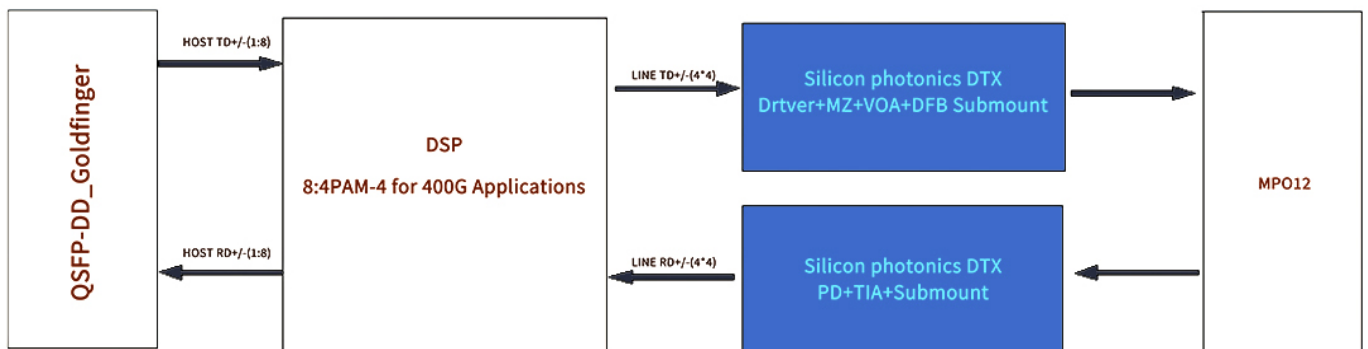 QSFP-DD_Goldfinger
HOST TD+/-(1:8)
HOST RD+/-(1:8)
DSP
8:4PAM-4 for 400G Applications
LINE TD+/-(4*4)
LINE RD+/-(4*4)
Silicon photonics DTX
Drtver+MZ+VOA+DFB Submount
Silicon photonics DTX
PD+TIA+Submount
MPO12